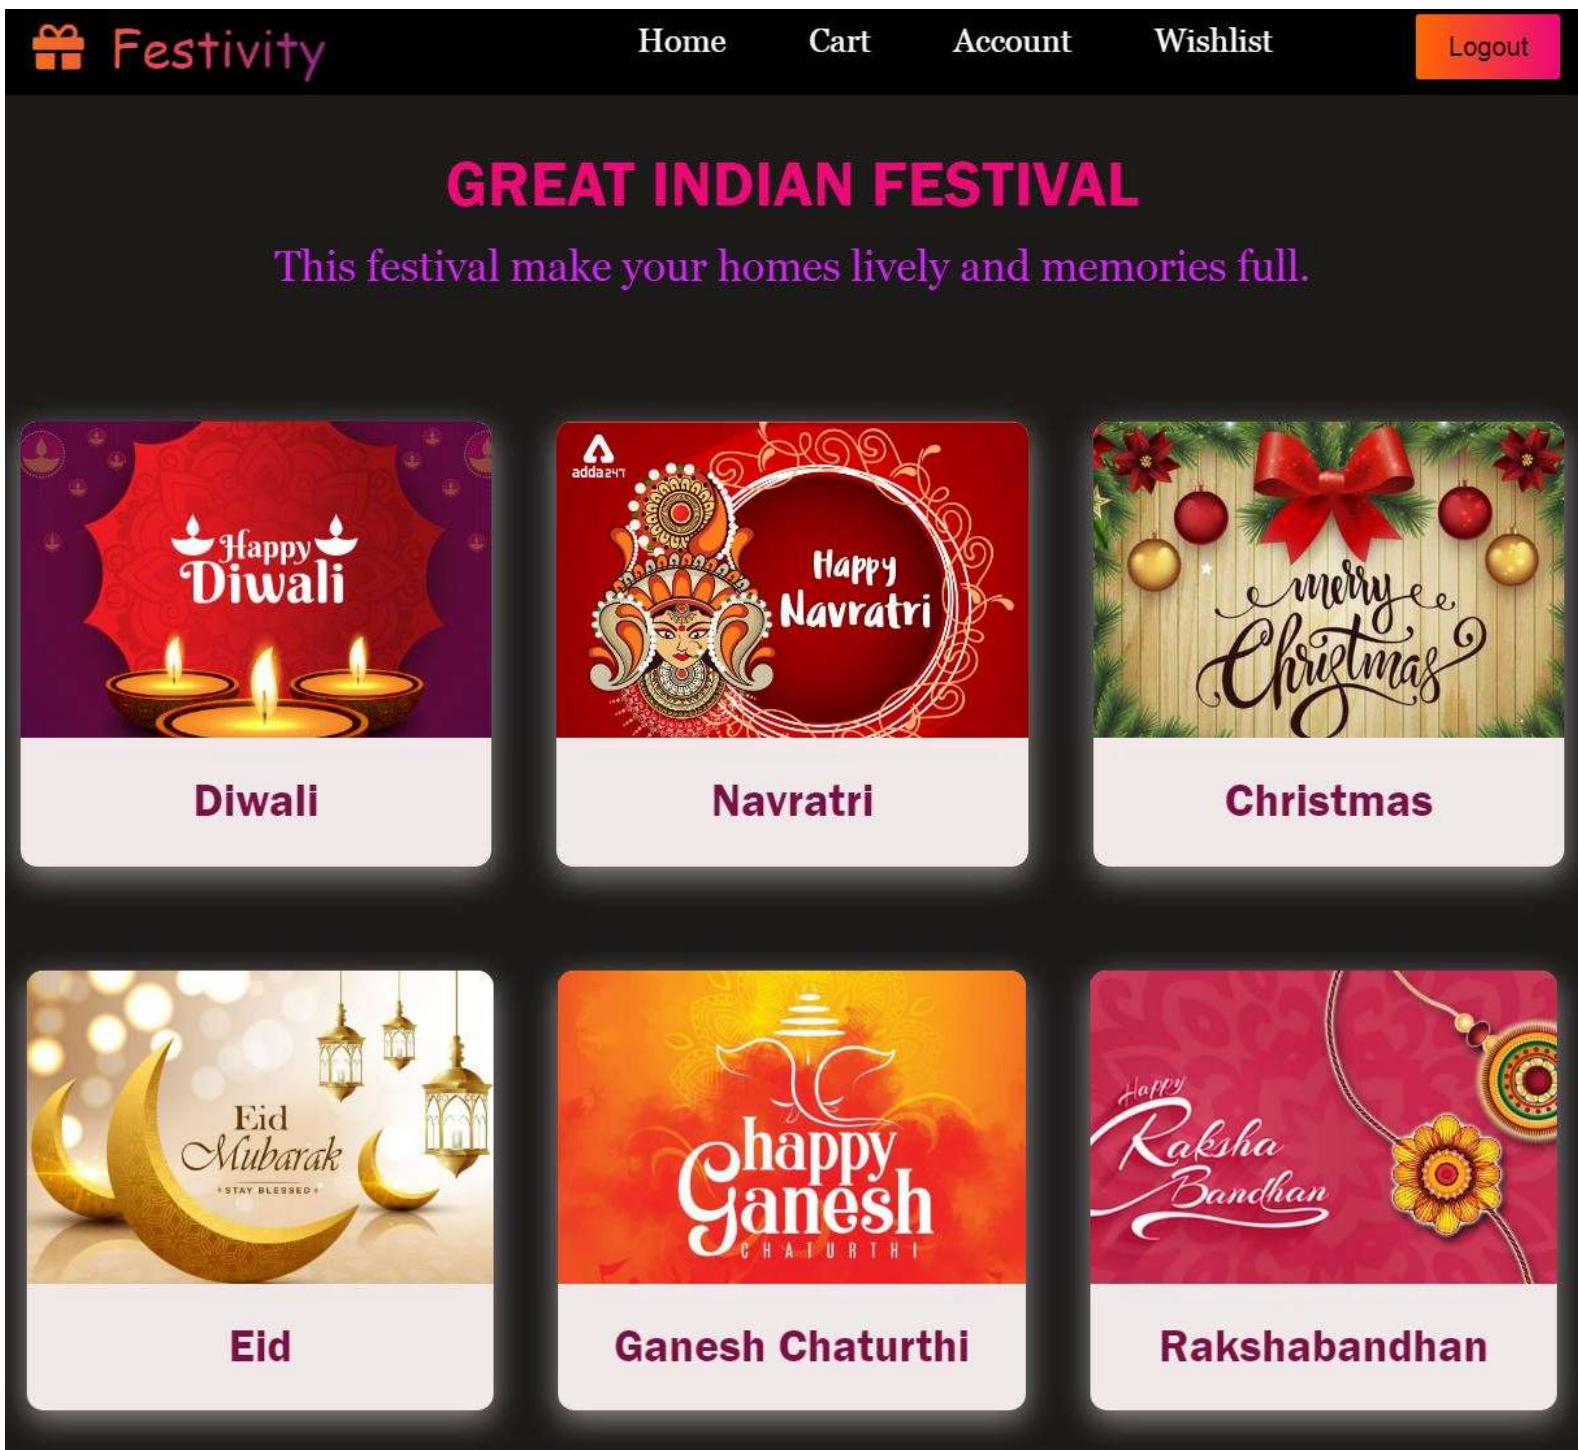 Festivity
Home Cart Account Wishlist Logout
GREAT INDIAN FESTIVAL
This festival make your homes lively and memories full.
Happy
Diwali
Diwali
adda247
Happy
Navratri
Navratri
merry
Christmas
Christmas
Eid
Mubarak
STAY BLESSED
Eid
happy
Ganesh
CHATURTHI
Ganesh Chaturthi
Happy
Raksha
Bandhan
Rakshabandhan